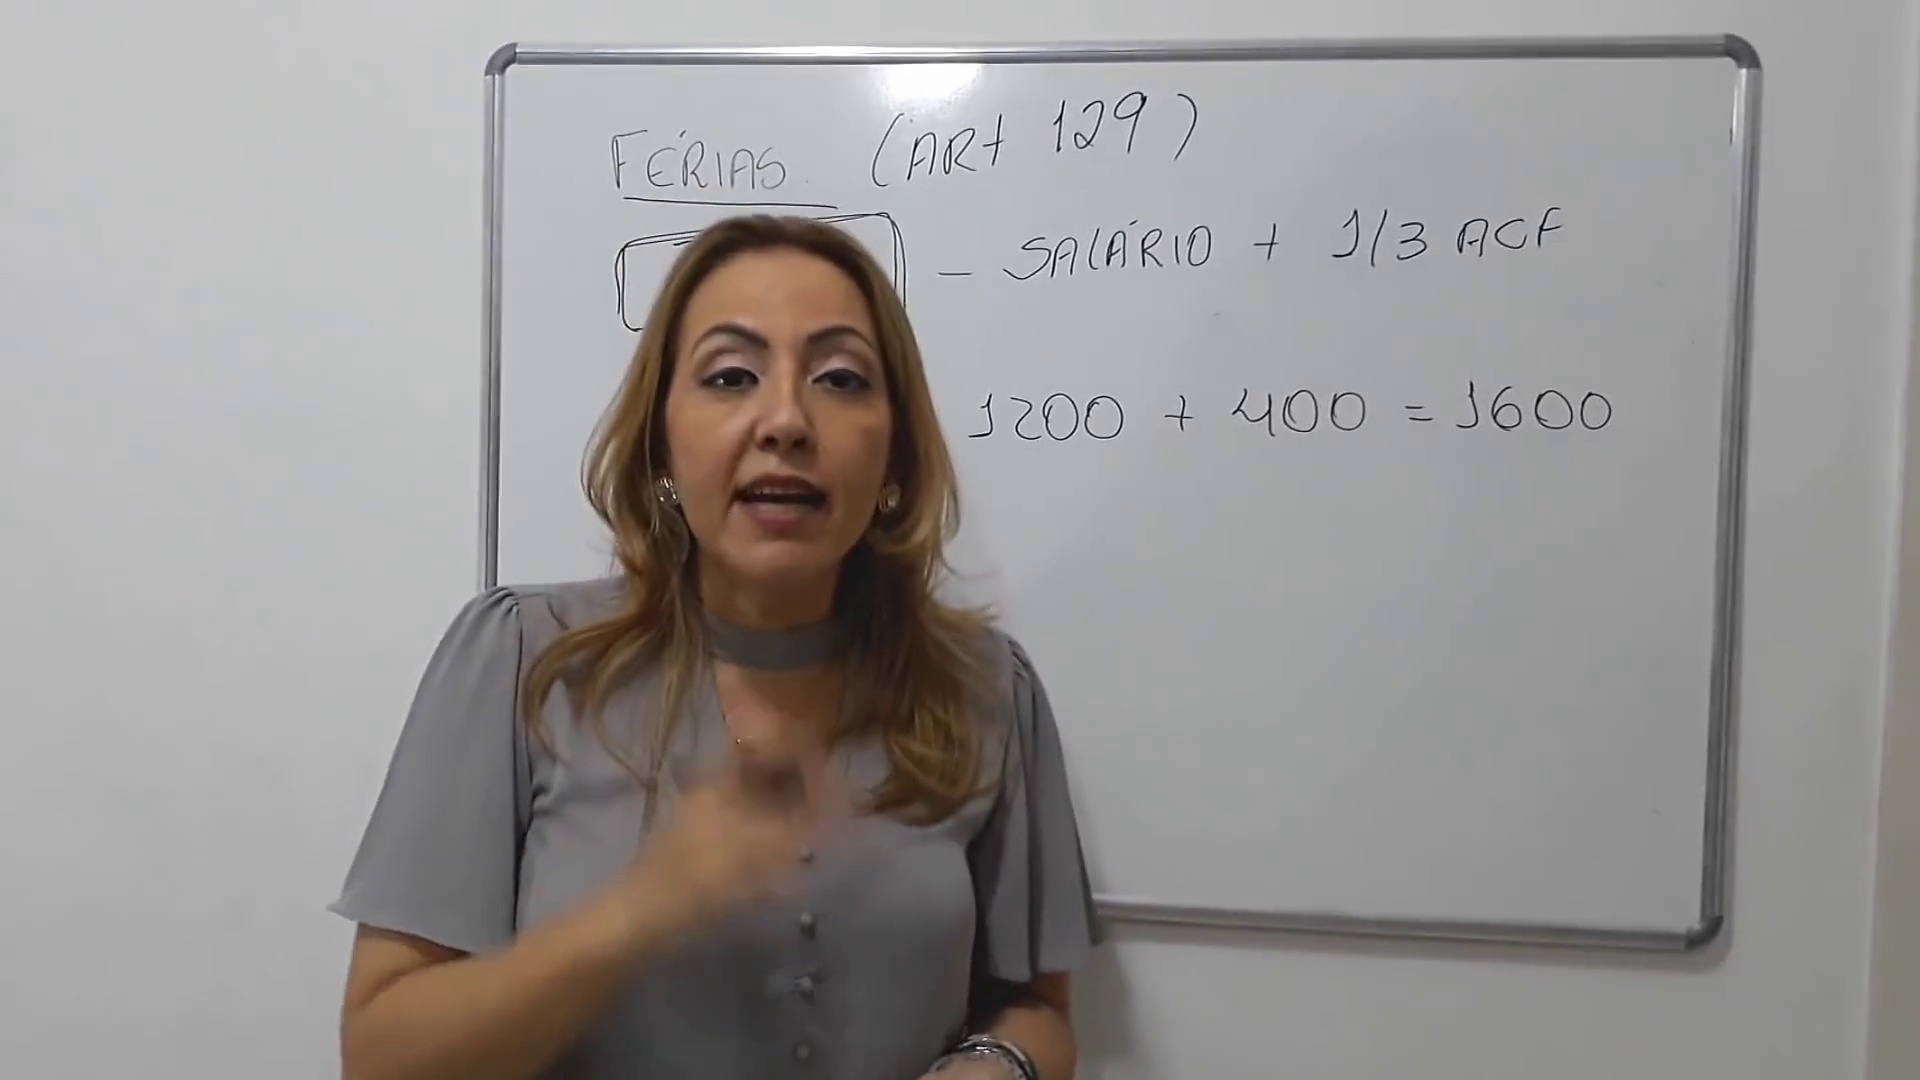 FÉRIAS (ART 129)
- SALÁRIO + 1/3 ACF
1200 + 400 = 1600